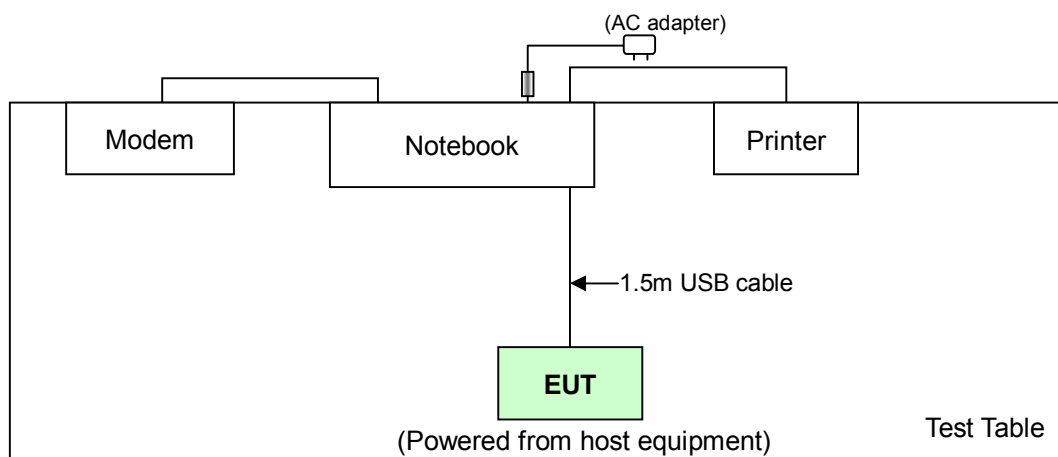 (AC adapter)
Modem
Notebook
Printer
1.5m USB cable
EUT
(Powered from host equipment)
Test Table